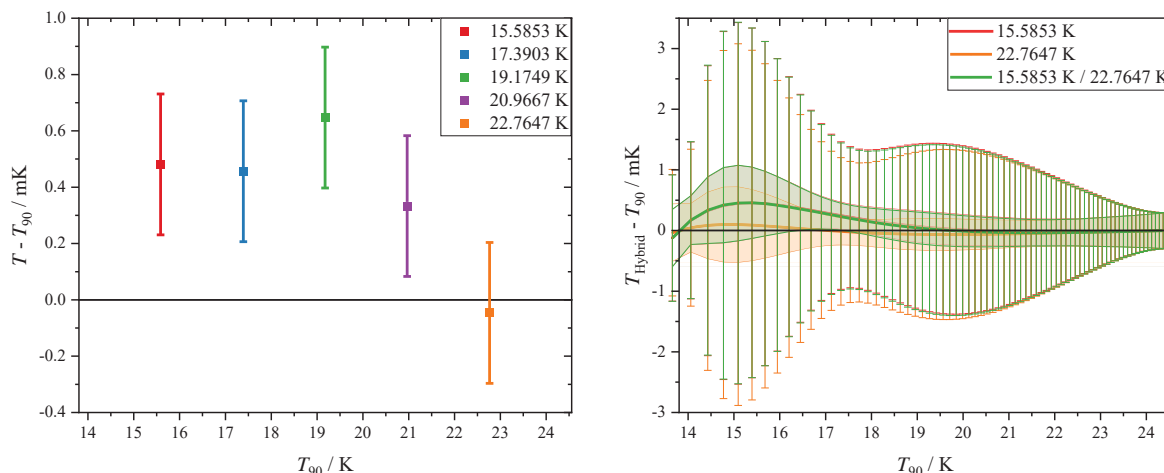 1.0
0.8
0.6
0.4
0.2
0.0
-0.2
-0.4
T - T90 / mK
15.5853 K
17.3903 K
19.1749 K
20.9667 K
22.7647 K
14 15 16 17 18 19 20 21 22 23 24
T90 / K
3
2
1
0
-1
-2
-3
THybrid - T90 / mK
15.5853 K
22.7647 K
15.5853 K / 22.7647 K
14 15 16 17 18 19 20 21 22 23 24
T90 / K